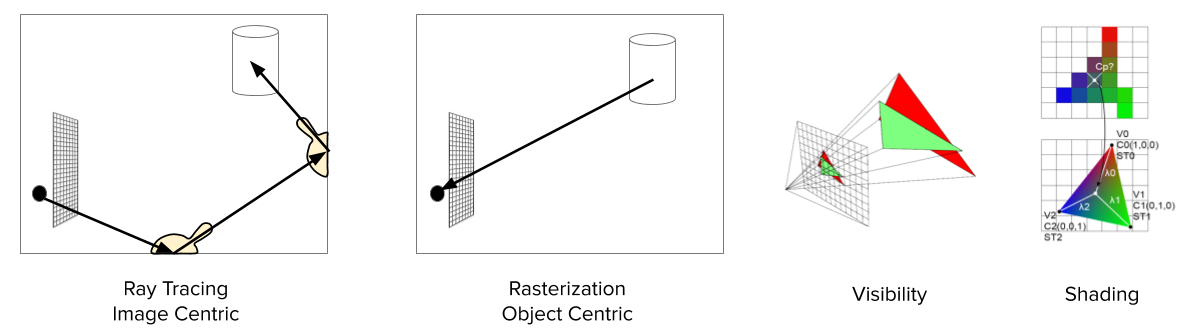 Ray Tracing
Image Centric
Rasterization
Object Centric
Visibility
Cp?
V0
C0(1,0,0)
ST0
λ0
V1
λ1
C1(0,1,0)
λ2
ST1
V2
C2(0,0,1)
ST2
Shading